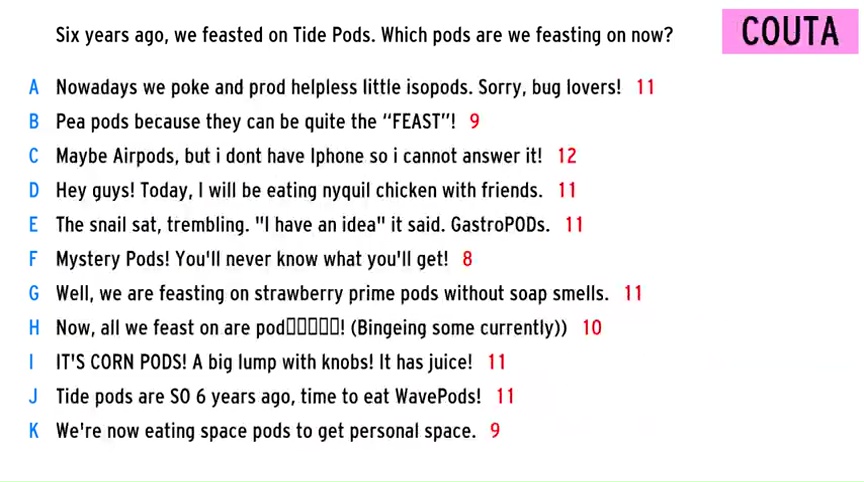 Six years ago, we feasted on Tide Pods. Which pods are we feasting on now?
COUTA
A Nowadays we poke and prod helpless little isopods. Sorry, bug lovers! 11
B Pea pods because they can be quite the “FEAST”! 9
C Maybe Airpods, but i dont have Iphone so i cannot answer it! 12
D Hey guys! Today, I will be eating nyquil chicken with friends. 11
E The snail sat, trembling. "I have an idea" it said. GastroPODs. 11
F Mystery Pods! You'll never know what you'll get! 8
G Well, we are feasting on strawberry prime pods without soap smells. 11
H Now, all we feast on are pod▯▯▯▯▯! (Bingeing some currently)) 10
I IT'S CORN PODS! A big lump with knobs! It has juice! 11
J Tide pods are SO 6 years ago, time to eat WavePods! 11
K We're now eating space pods to get personal space. 9